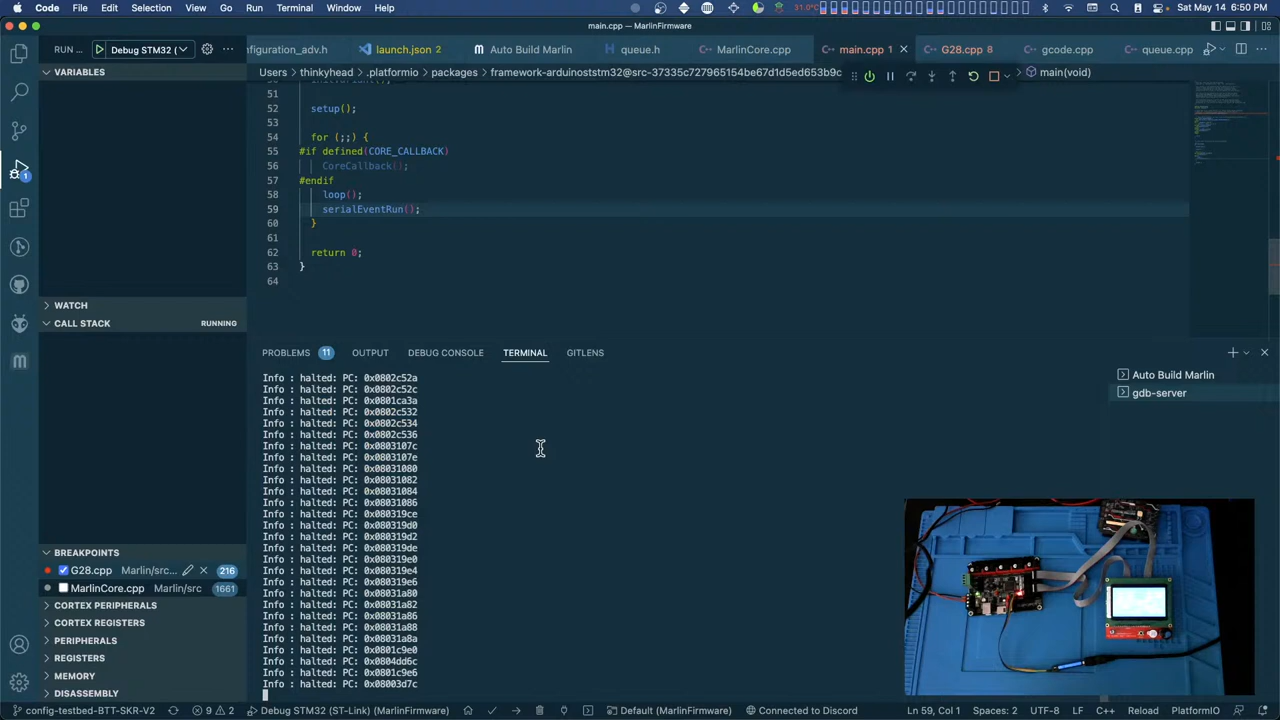 Code File Edit Selection View Go Run Terminal Window Help 31.0°C Sat May 14 6:50 PM
main.cpp — MarlinFirmware
RUN ... Debug STM32 ( nfiguration_adv.h launch.json 2 Auto Build Marlin queue.h MarlinCore.cpp main.cpp 1 G28.cpp 8 gcode.cpp queue.cpp
VARIABLES
Users thinkyhead .platformio packages framework-arduinoststm32@src-37335c727965154be67d1d5ed653b9c main(void)
51
52 setup();
53
54 for (;;) {
55 #if defined(CORE_CALLBACK)
56 CoreCallback();
57 #endif
58 loop();
59 serialEventRun();
60 }
61
62 return 0;
63 }
64
WATCH
CALL STACK RUNNING
PROBLEMS 11 OUTPUT DEBUG CONSOLE TERMINAL GITLENS
Auto Build Marlin
gdb-server
Info : halted: PC: 0x0802c52a
Info : halted: PC: 0x0802c52c
Info : halted: PC: 0x0801ca3a
Info : halted: PC: 0x0802c532
Info : halted: PC: 0x0802c534
Info : halted: PC: 0x0802c536
Info : halted: PC: 0x0803107c
Info : halted: PC: 0x0803107e
Info : halted: PC: 0x08031080
Info : halted: PC: 0x08031082
Info : halted: PC: 0x08031084
Info : halted: PC: 0x08031086
Info : halted: PC: 0x080319ce
Info : halted: PC: 0x080319d0
Info : halted: PC: 0x080319d2
Info : halted: PC: 0x080319de
Info : halted: PC: 0x080319e0
Info : halted: PC: 0x080319e4
Info : halted: PC: 0x080319e6
Info : halted: PC: 0x08031a80
Info : halted: PC: 0x08031a82
Info : halted: PC: 0x08031a86
Info : halted: PC: 0x08031a88
Info : halted: PC: 0x08031a8a
Info : halted: PC: 0x0801c9e0
Info : halted: PC: 0x0804dd6c
Info : halted: PC: 0x0801c9e6
Info : halted: PC: 0x08003d7c
BREAKPOINTS
G28.cpp Marlin/src... 216
MarlinCore.cpp Marlin/src 1661
CORTEX PERIPHERALS
CORTEX REGISTERS
PERIPHERALS
REGISTERS
MEMORY
DISASSEMBLY
config-testbed-BTT-SKR-V2 9 2 Debug STM32 (ST-Link) (MarlinFirmware) Default (MarlinFirmware) Connected to Discord Ln 59, Col 1 Spaces: 2 UTF-8 LF C++ Reload PlatformIO